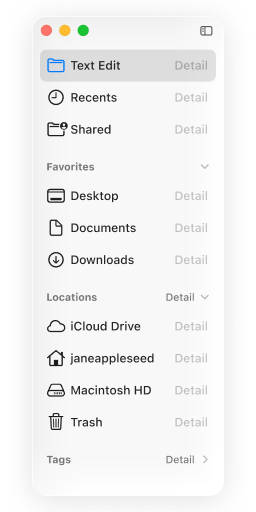 Text Edit Detail
Recents Detail
Shared Detail
Favorites
Desktop Detail
Documents Detail
Downloads Detail
Locations Detail
iCloud Drive Detail
janeappleseed Detail
Macintosh HD Detail
Trash Detail
Tags Detail